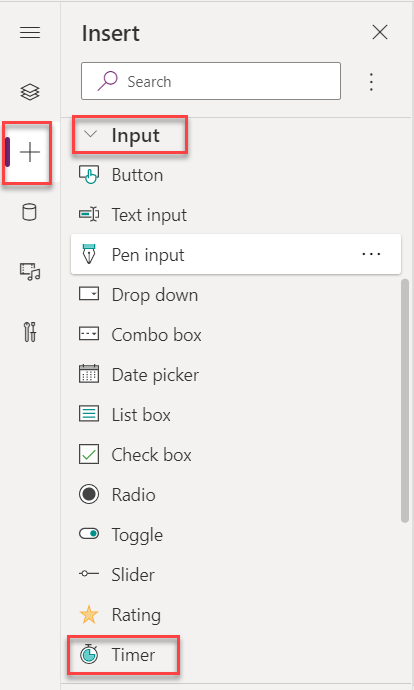 Insert
Search
Input
Button
Text input
Pen input
Drop down
Combo box
Date picker
List box
Check box
Radio
Toggle
Slider
Rating
Timer